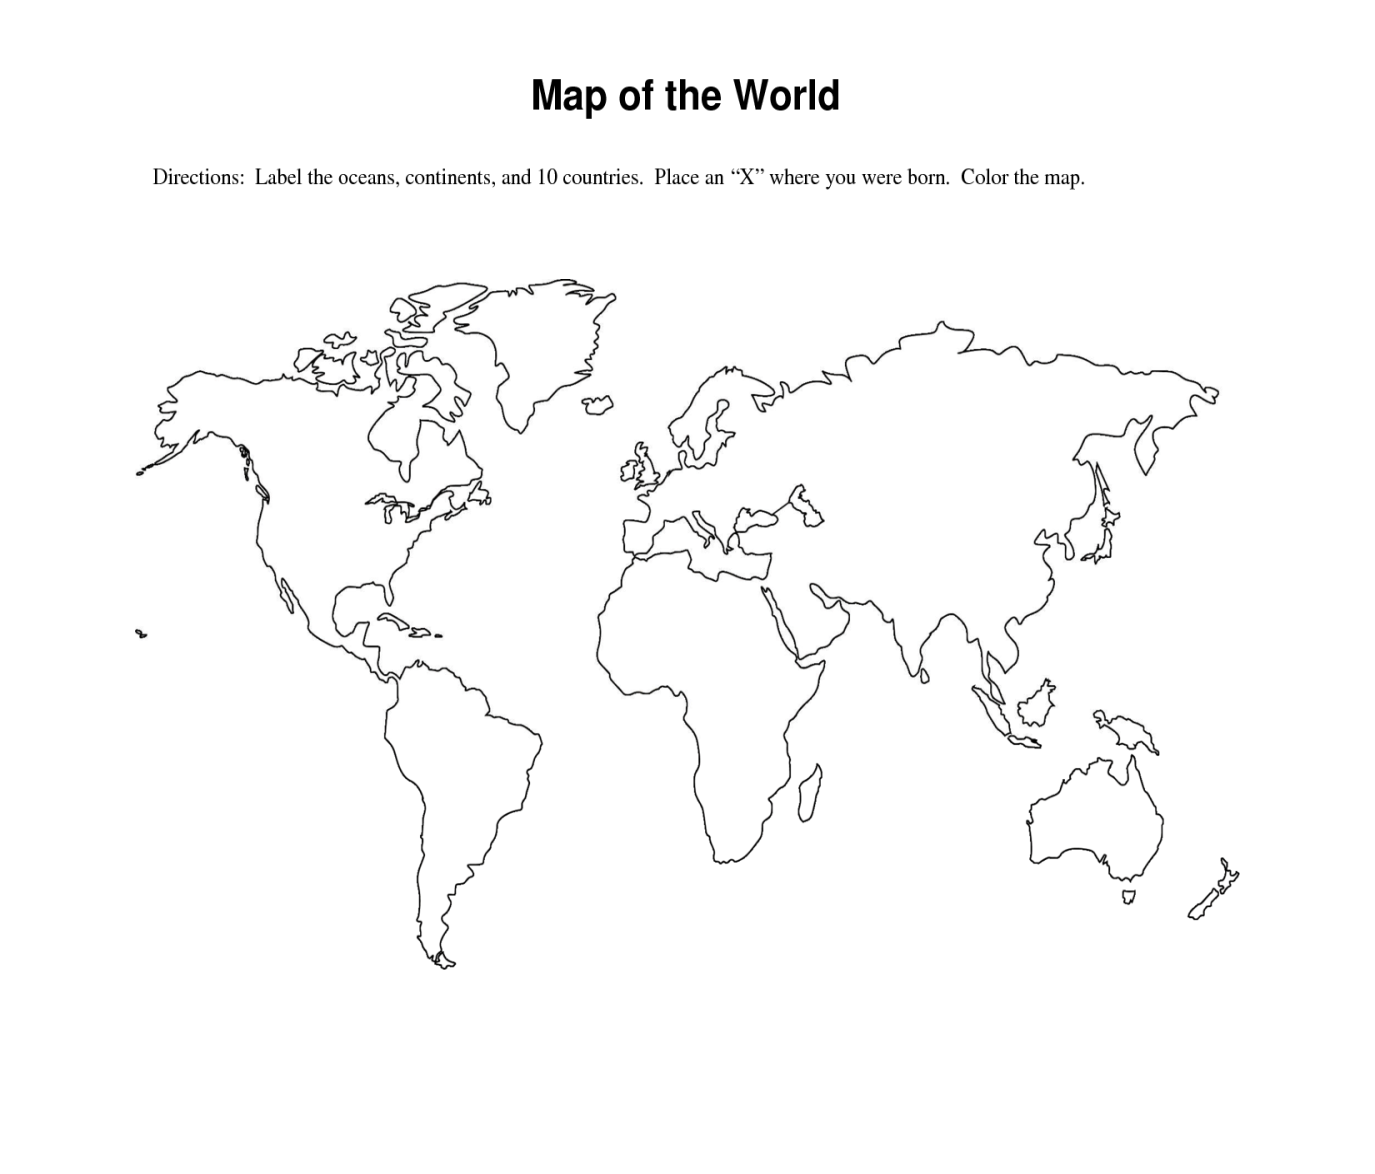 Map of the World
Directions:  Label the oceans, continents, and 10 countries.  Place an “X” where you were born.  Color the map.